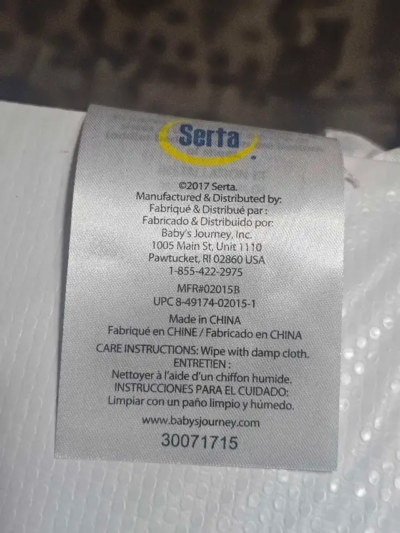 Serta
©2017 Serta.
Manufactured & Distributed by:
Fabriqué & Distribué par :
Fabricado & Distribuido por:
Baby's Journey, Inc.
1005 Main St, Unit 1110
Pawtucket, RI 02860 USA
1-855-422-2975
MFR#02015B
UPC 8-49174-02015-1
Made in CHINA
Fabriqué en CHINE / Fabricado en CHINA
CARE INSTRUCTIONS: Wipe with damp cloth.
ENTRETIEN :
Nettoyer à l'aide d'un chiffon humide.
INSTRUCCIONES PARA EL CUIDADO:
Limpiar con un paño limpio y húmedo.
www.babysjourney.com
30071715